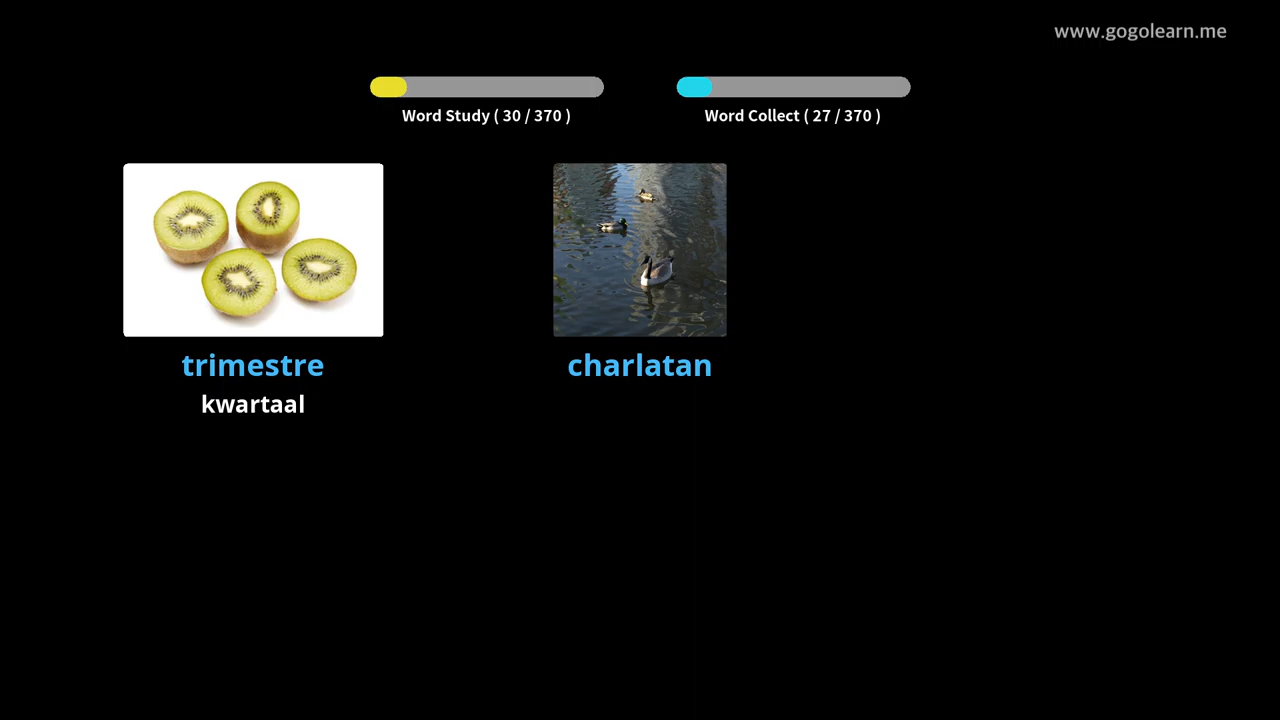 www.gogolearn.me
Word Study ( 30 / 370 )
Word Collect ( 27 / 370 )
trimestre
kwartaal
charlatan